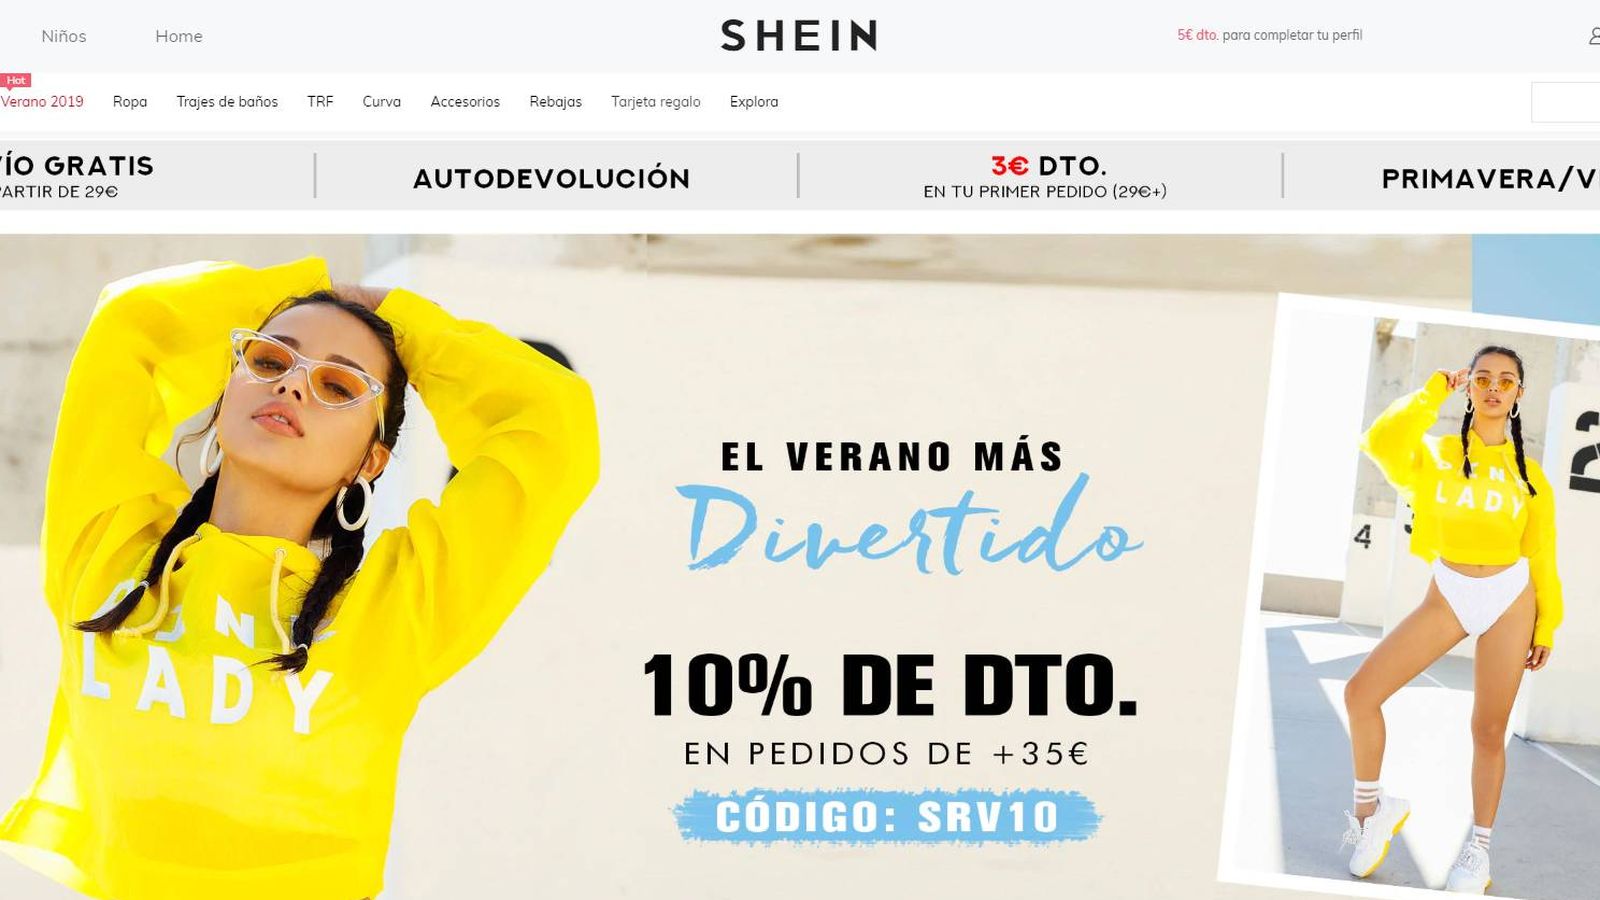 Niños
Home
SHEIN
5€ dto. para completar tu perfil
Hot
Verano 2019
Ropa
Trajes de baños
TRF
Curva
Accesorios
Rebajas
Tarjeta regalo
Explora
ÍO GRATIS
ARTIR DE 29€
AUTODEVOLUCIÓN
3€ DTO.
EN TU PRIMER PEDIDO (29€+)
PRIMAVERA/V
EL VERANO MÁS
Divertido
10% DE DTO.
EN PEDIDOS DE +35€
CÓDIGO: SRV10
LADY
LADY
4